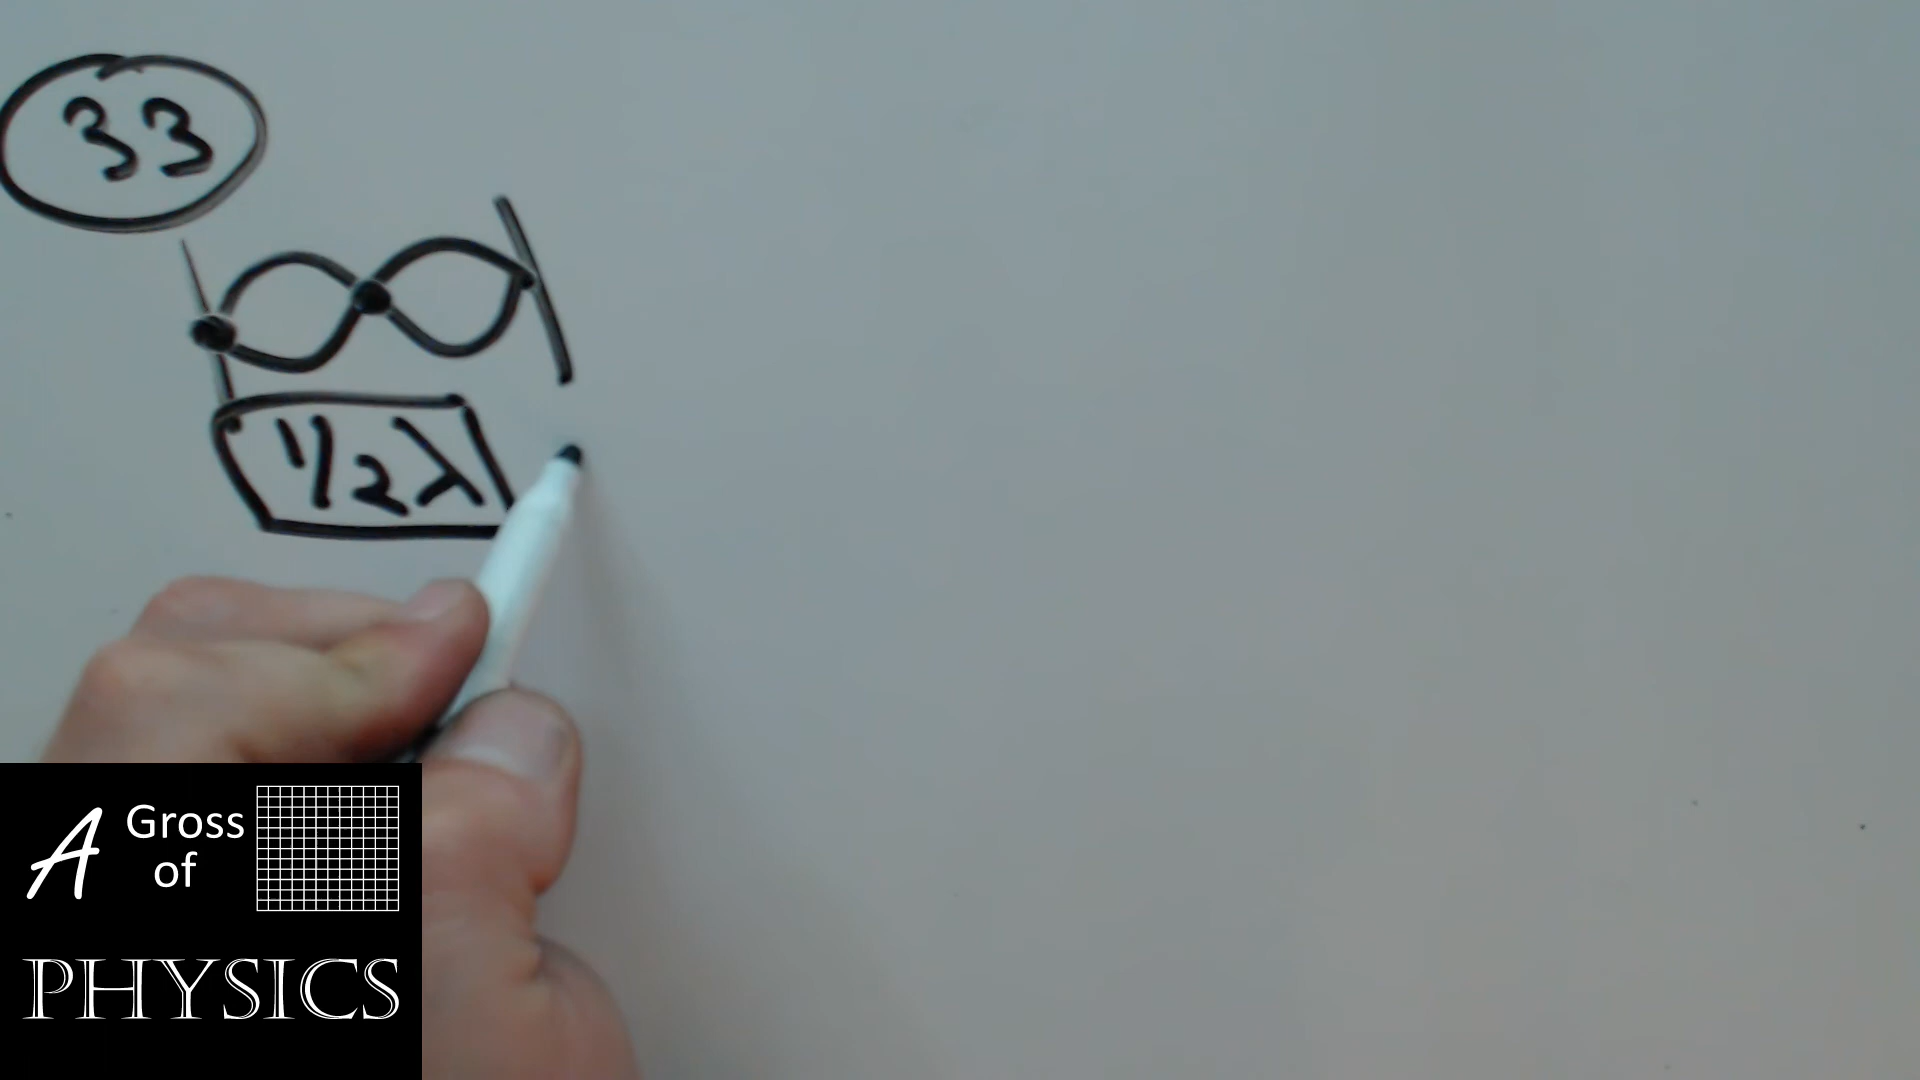 33
1/2λ
A Gross
of
PHYSICS